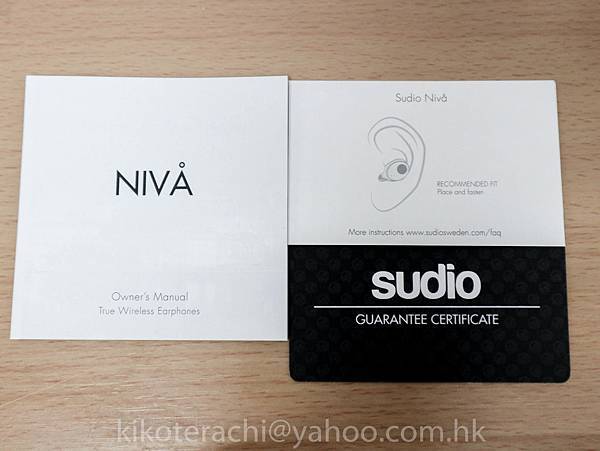 NIVÅ
Owner's Manual
True Wireless Earphones
Sudio Nivå
RECOMMENDED FIT
Place and fasten
More instructions www.sudiosweden.com/faq
sudio
GUARANTEE CERTIFICATE
kikoterachi@yahoo.com.hk